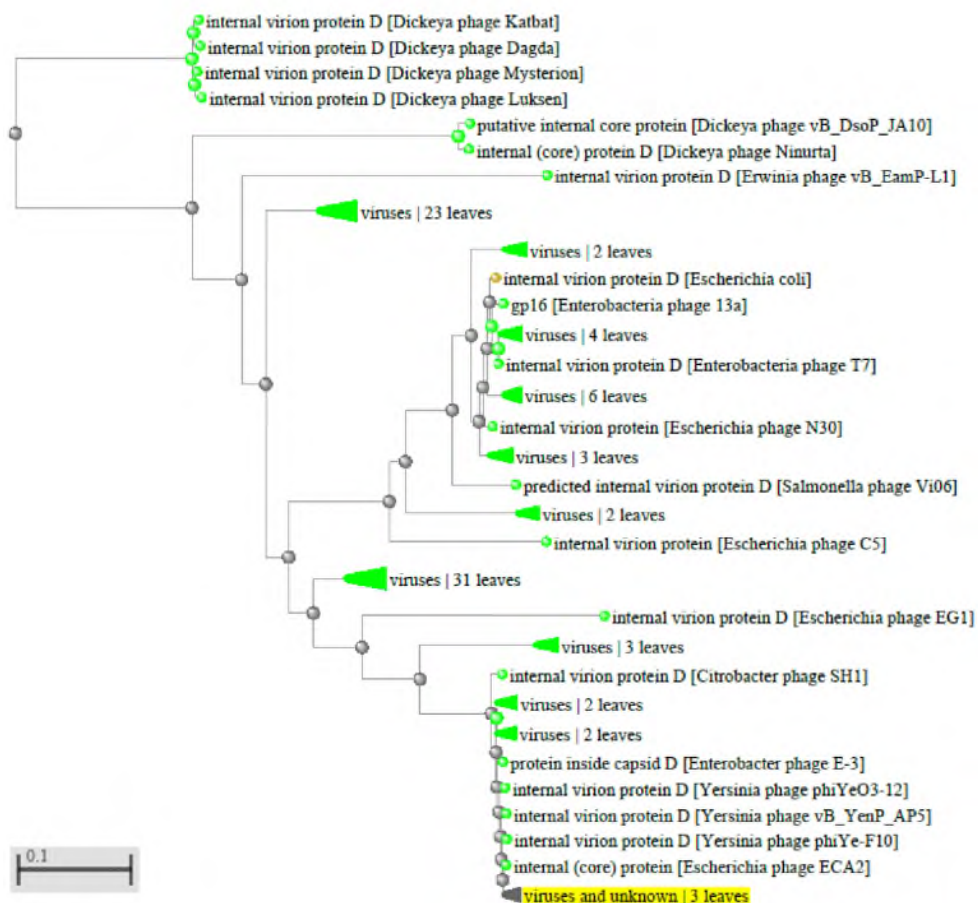 internal virion protein D [Dickeya phage Katbat]
internal virion protein D [Dickeya phage Dagda]
internal virion protein D [Dickeya phage Mysterion]
internal virion protein D [Dickeya phage Luksen]
putative internal core protein [Dickeya phage vB_DsoP_JA10]
internal (core) protein D [Dickeya phage Ninurta]
internal virion protein D [Erwinia phage vB_EamP-L1]
viruses | 23 leaves
viruses | 2 leaves
internal virion protein D [Escherichia coli]
gp16 [Enterobacteria phage 13a]
viruses | 4 leaves
internal virion protein D [Enterobacteria phage T7]
viruses | 6 leaves
internal virion protein [Escherichia phage N30]
viruses | 3 leaves
predicted internal virion protein D [Salmonella phage Vi06]
viruses | 2 leaves
internal virion protein [Escherichia phage C5]
viruses | 31 leaves
internal virion protein D [Escherichia phage EG1]
viruses | 3 leaves
internal virion protein D [Citrobacter phage SH1]
viruses | 2 leaves
viruses | 2 leaves
protein inside capsid D [Enterobacter phage E-3]
internal virion protein D [Yersinia phage phiYeO3-12]
internal virion protein D [Yersinia phage vB_YenP_AP5]
internal virion protein D [Yersinia phage phiYe-F10]
internal (core) protein [Escherichia phage ECA2]
viruses and unknown | 3 leaves
0.1